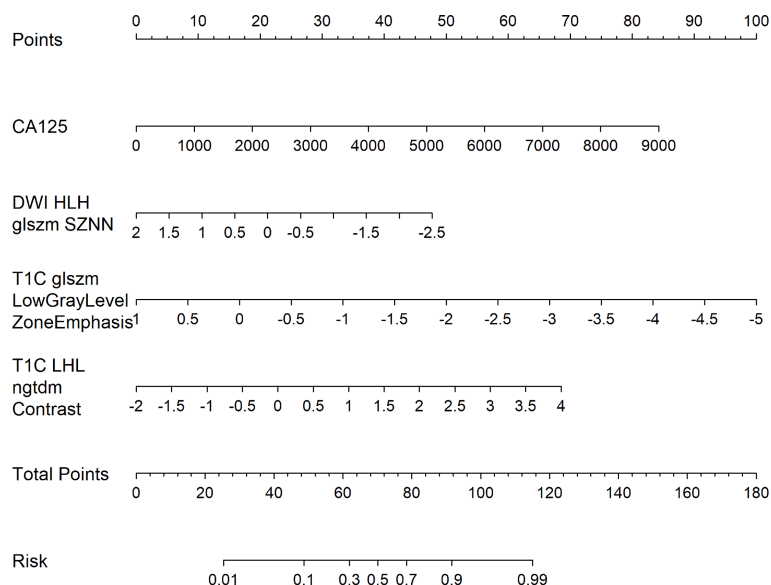 0 10 20 30 40 50 60 70 80 90 100
Points
CA125
0 1000 2000 3000 4000 5000 6000 7000 8000 9000
DWI HLH
glszm SZNN
2 1.5 1 0.5 0 -0.5 -1.5 -2.5
T1C glszm
LowGrayLevel
ZoneEmphasis
1 0.5 0 -0.5 -1 -1.5 -2 -2.5 -3 -3.5 -4 -4.5 -5
T1C LHL
ngtdm
Contrast
-2 -1.5 -1 -0.5 0 0.5 1 1.5 2 2.5 3 3.5 4
Total Points
0 20 40 60 80 100 120 140 160 180
Risk
0.01 0.1 0.3 0.5 0.7 0.9 0.99